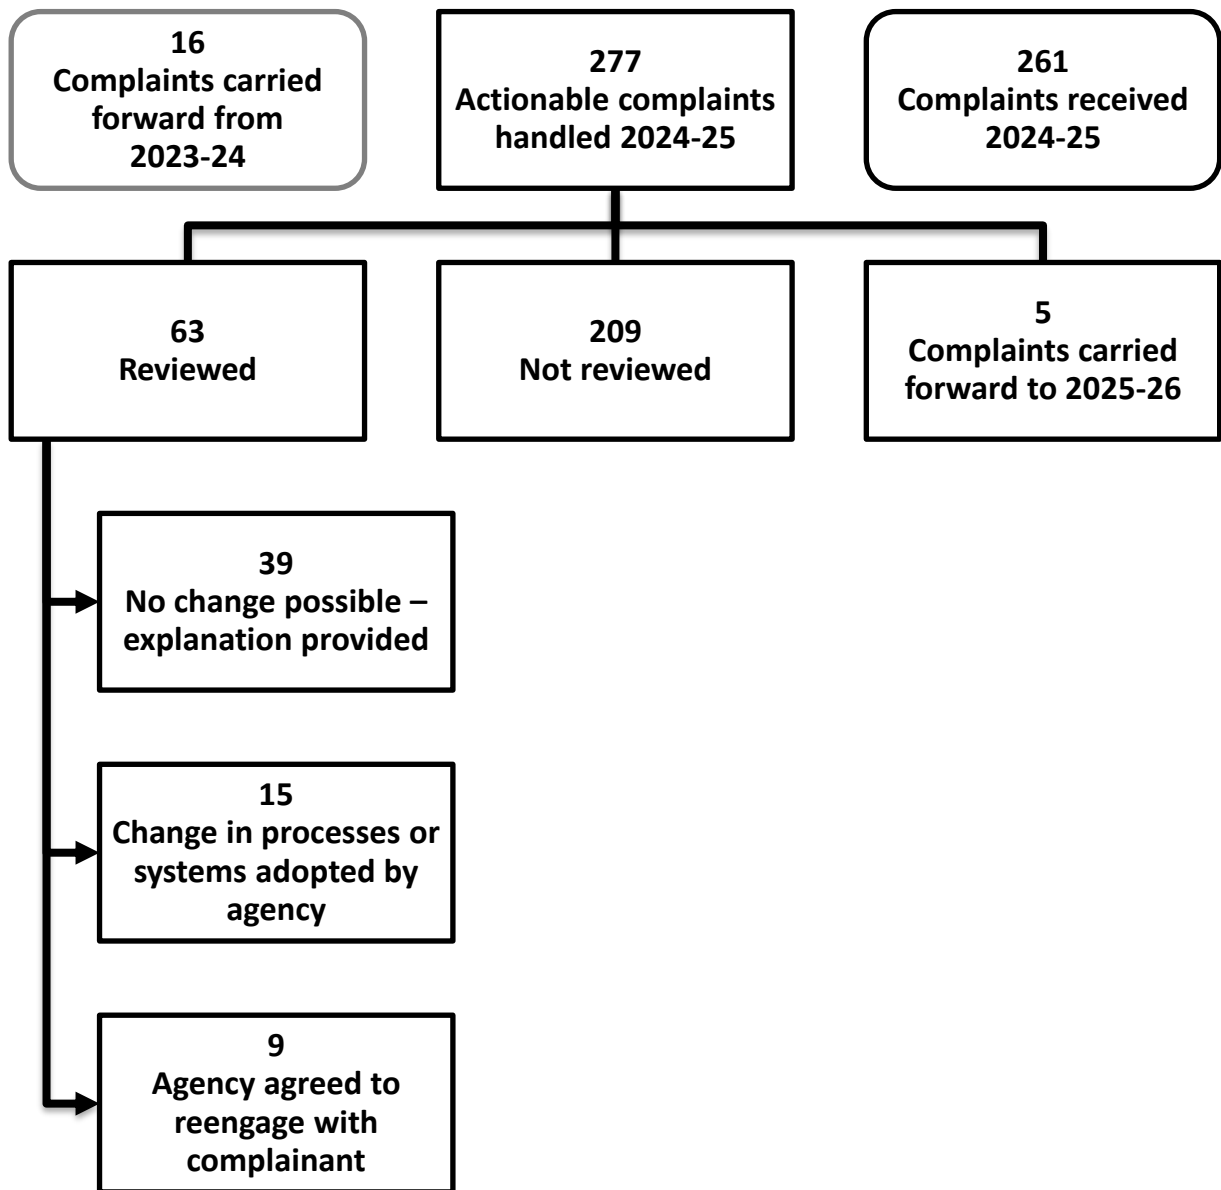 16
Complaints carried
forward from
2023-24
277
Actionable complaints
handled 2024-25
261
Complaints received
2024-25
63
Reviewed
209
Not reviewed
5
Complaints carried
forward to 2025-26
39
No change possible –
explanation provided
15
Change in processes or
systems adopted by
agency
9
Agency agreed to
reengage with
complainant